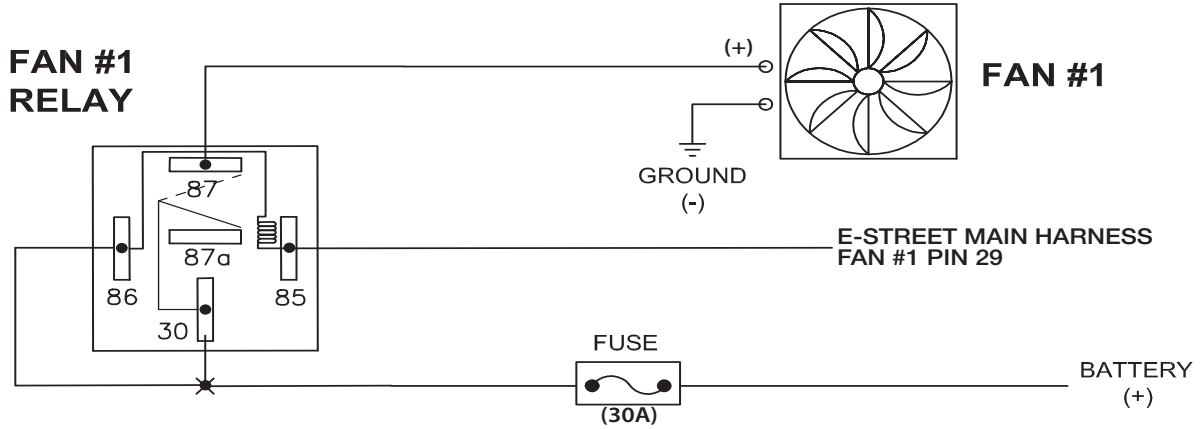 FAN #1
RELAY
(+)
FAN #1
GROUND
(-)
87
87a
86
85
30
E-STREET MAIN HARNESS
FAN #1 PIN 29
FUSE
(30A)
BATTERY
(+)